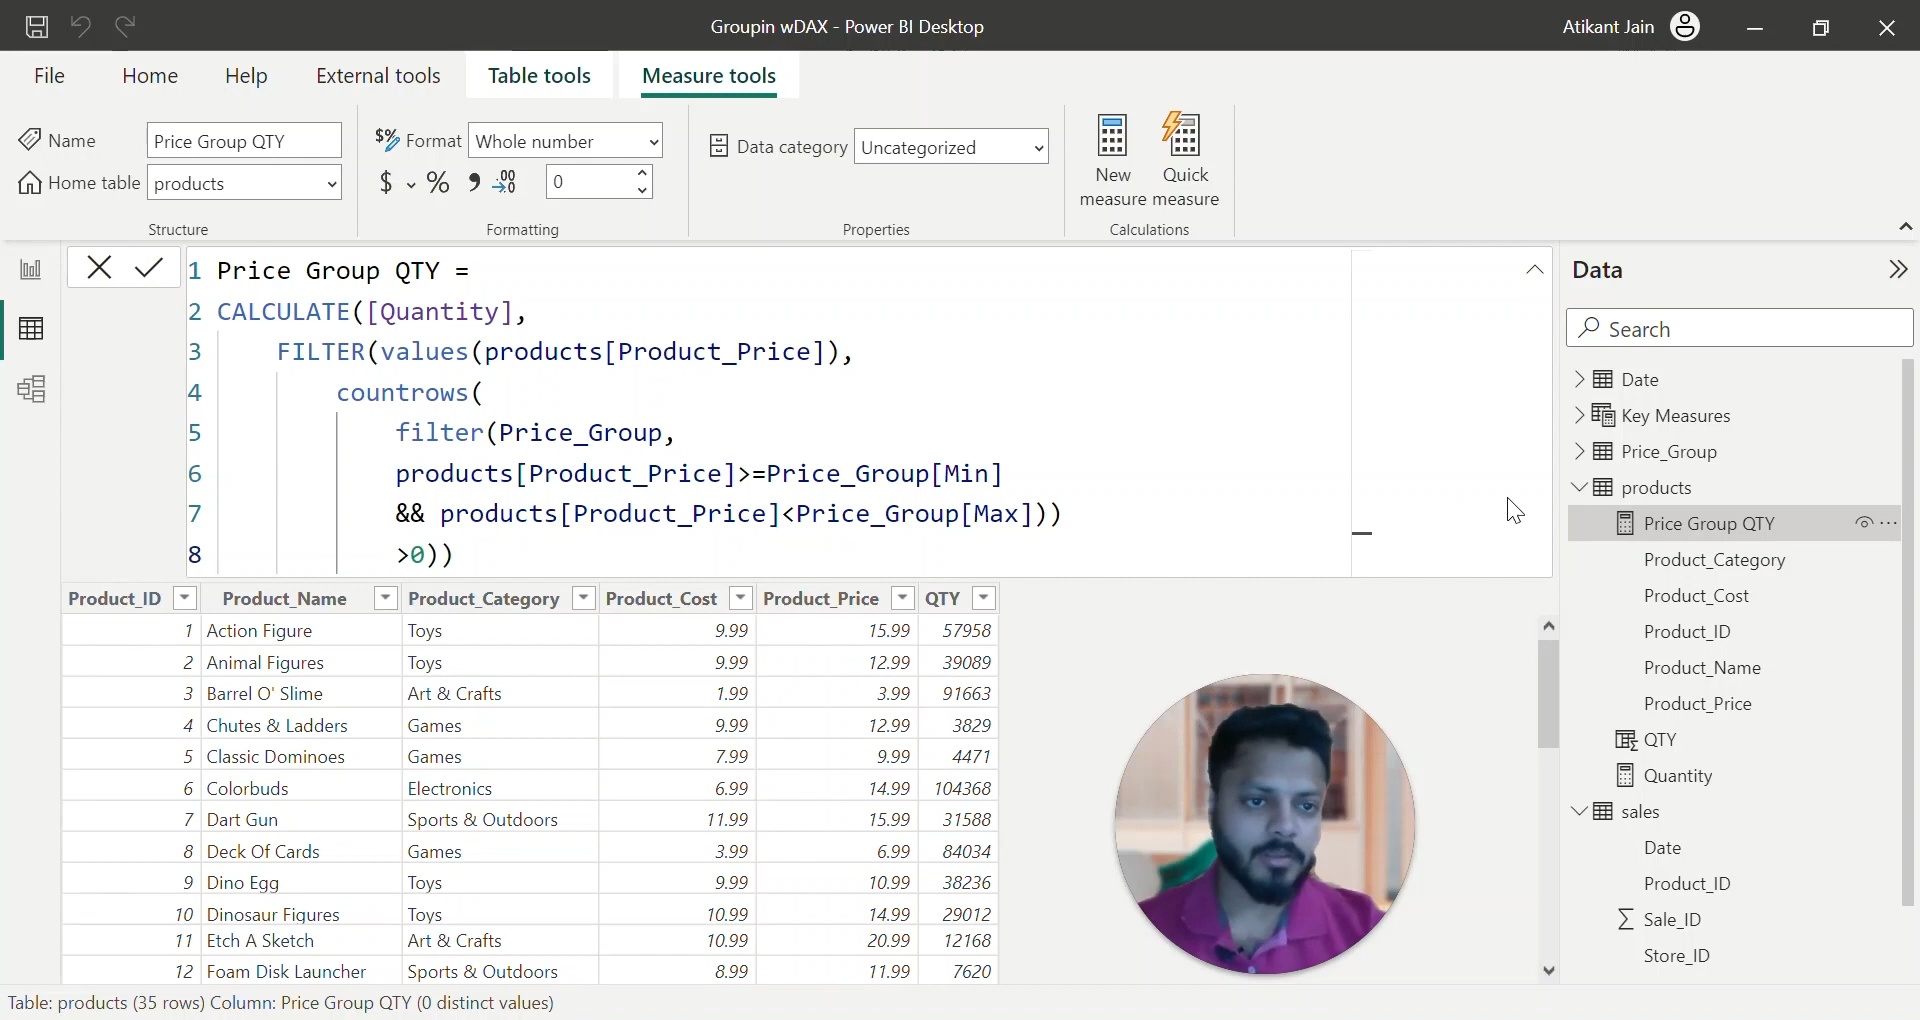 Groupin wDAX - Power BI Desktop
Atikant Jain
File
Home
Help
External tools
Table tools
Measure tools
Name
Price Group QTY
Home table
products
Structure
$% Format
Whole number
$ % , .00
0
Formatting
Data category
Uncategorized
Properties
New measure
Quick measure
Calculations
1 Price Group QTY =
2 CALCULATE([Quantity],
3 FILTER(values(products[Product_Price]),
4 countrows(
5 filter(Price_Group,
6 products[Product_Price]>=Price_Group[Min]
7 && products[Product_Price]<Price_Group[Max]))
8 >0))
Product_ID Product_Name Product_Category Product_Cost Product_Price QTY
1 Action Figure Toys 9.99 15.99 57958
2 Animal Figures Toys 9.99 12.99 39089
3 Barrel O' Slime Art & Crafts 1.99 3.99 91663
4 Chutes & Ladders Games 9.99 12.99 3829
5 Classic Dominoes Games 7.99 9.99 4471
6 Colorbuds Electronics 6.99 14.99 104368
7 Dart Gun Sports & Outdoors 11.99 15.99 31588
8 Deck Of Cards Games 3.99 6.99 84034
9 Dino Egg Toys 9.99 10.99 38236
10 Dinosaur Figures Toys 10.99 14.99 29012
11 Etch A Sketch Art & Crafts 10.99 20.99 12168
12 Foam Disk Launcher Sports & Outdoors 8.99 11.99 7620
Data
Search
Date
Key Measures
Price_Group
products
Price Group QTY
Product_Category
Product_Cost
Product_ID
Product_Name
Product_Price
QTY
Quantity
sales
Date
Product_ID
Sale_ID
Store_ID
Table: products (35 rows) Column: Price Group QTY (0 distinct values)